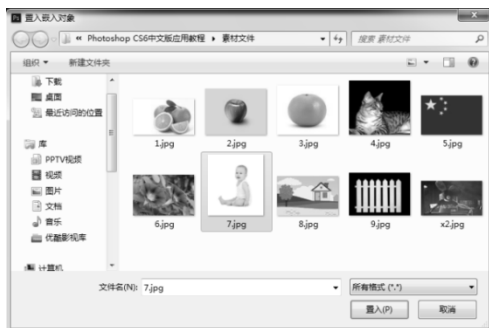 置入嵌入对象
« Photoshop CS6中文版应用教程 ▸ 素材文件
搜索 素材文件
组织 ▾ 新建文件夹
下载
桌面
最近访问的位置
库
PPTV视频
视频
图片
文档
音乐
优酷影视库
计算机
1.jpg 2.jpg 3.jpg 4.jpg 5.jpg
6.jpg 7.jpg 8.jpg 9.jpg x2.jpg
文件名(N): 7.jpg 所有格式 (*.*)
置入(P) 取消